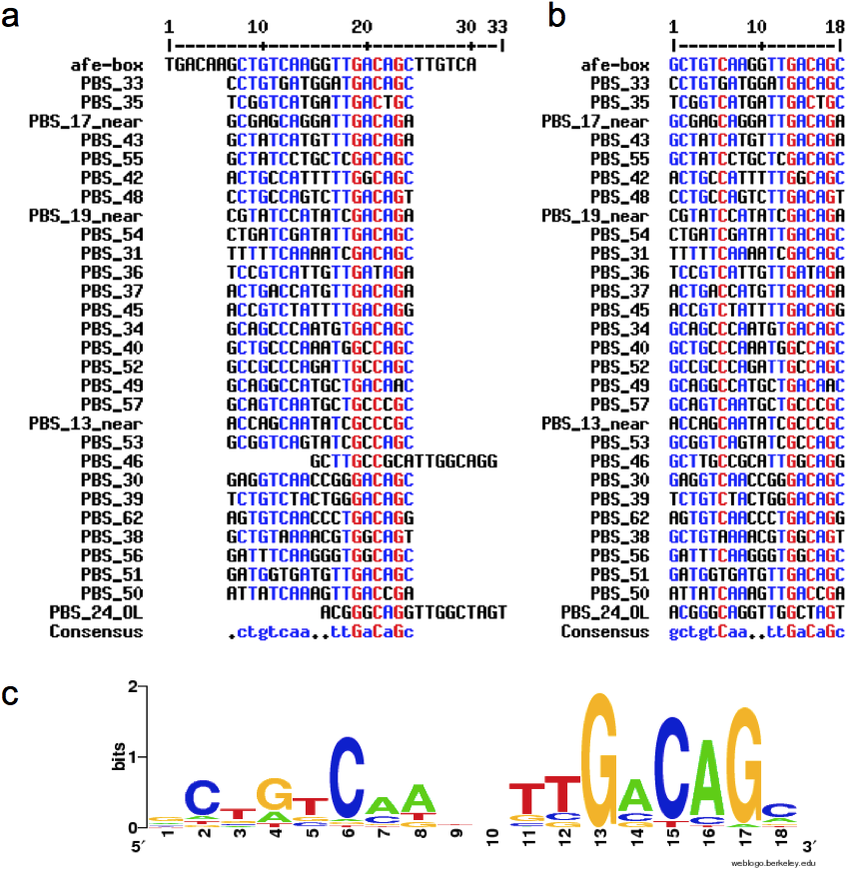 a
1 10 20 30 33
afe-box TGACAAGCTGTCAAGGTTGACAGCTTGTCA
PBS_33 CCTGTGATGGATGACAGC
PBS_35 TCGGTCATGATTGACTGC
PBS_17_near GCGAGCAGGATTGACAGA
PBS_43 GCTATCATGTTTGACAGA
PBS_55 GCTATCCTGCTCGACAGC
PBS_42 ACTGCCATTTTTGGCAGC
PBS_48 CCTGCCAGTCTTGACAGT
PBS_19_near CGTATCCATATCGACAGA
PBS_54 CTGATCGATATTGACAGC
PBS_31 TTTTTCAAAATCGACAGC
PBS_36 TCCGTCATTGTTGATAGA
PBS_37 ACTGACCATGTTGACAGA
PBS_45 ACCGTCTATTTTGACAGG
PBS_34 GCAGCCCAATGTGACAGC
PBS_40 GCTGCCCAAATGGCCAGC
PBS_52 GCCGCCCAGATTGCCAGC
PBS_49 GCAGGCCATGCTGACAAC
PBS_57 GCAGTCAATGCTGCCCGC
PBS_13_near ACCAGCAATATCGCCCGC
PBS_53 GCGGTCAGTATCGCCAGC
PBS_46 GCTTGCCGCATTGGCAGG
PBS_30 GAGGTCAACCGGGACAGC
PBS_39 TCTGTCTACTGGGACAGC
PBS_62 AGTGTCAACCCTGACAGG
PBS_38 GCTGTAAAACGTGGCAGT
PBS_56 GATTTCAAGGGTGGCAGC
PBS_51 GATGGTGATGTTGACAGC
PBS_50 ATTATCAAAGTTGACCGA
PBS_24_OL ACGGGCAGGTTGGCTAGT
Consensus .ctgtcaa..ttGaCaGc
b
1 10 18
afe-box GCTGTCAAGGTTGACAGC
PBS_33 CCTGTGATGGATGACAGC
PBS_35 TCGGTCATGATTGACTGC
PBS_17_near GCGAGCAGGATTGACAGA
PBS_43 GCTATCATGTTTGACAGA
PBS_55 GCTATCCTGCTCGACAGC
PBS_42 ACTGCCATTTTTGGCAGC
PBS_48 CCTGCCAGTCTTGACAGT
PBS_19_near CGTATCCATATCGACAGA
PBS_54 CTGATCGATATTGACAGC
PBS_31 TTTTTCAAAATCGACAGC
PBS_36 TCCGTCATTGTTGATAGA
PBS_37 ACTGACCATGTTGACAGA
PBS_45 ACCGTCTATTTTGACAGG
PBS_34 GCAGCCCAATGTGACAGC
PBS_40 GCTGCCCAAATGGCCAGC
PBS_52 GCCGCCCAGATTGCCAGC
PBS_49 GCAGGCCATGCTGACAAC
PBS_57 GCAGTCAATGCTGCCCGC
PBS_13_near ACCAGCAATATCGCCCGC
PBS_53 GCGGTCAGTATCGCCAGC
PBS_46 GCTTGCCGCATTGGCAGG
PBS_30 GAGGTCAACCGGGACAGC
PBS_39 TCTGTCTACTGGGACAGC
PBS_62 AGTGTCAACCCTGACAGG
PBS_38 GCTGTAAAACGTGGCAGT
PBS_56 GATTTCAAGGGTGGCAGC
PBS_51 GATGGTGATGTTGACAGC
PBS_50 ATTATCAAAGTTGACCGA
PBS_24_OL ACGGGCAGGTTGGCTAGT
Consensus gctgtCaa..ttGaCaGc
c
2
1
0
bits
CTGTCAA TTGACAGC
5′ 1 2 3 4 5 6 7 8 9 10 11 12 13 14 15 16 17 18 3′
weblogo.berkeley.edu